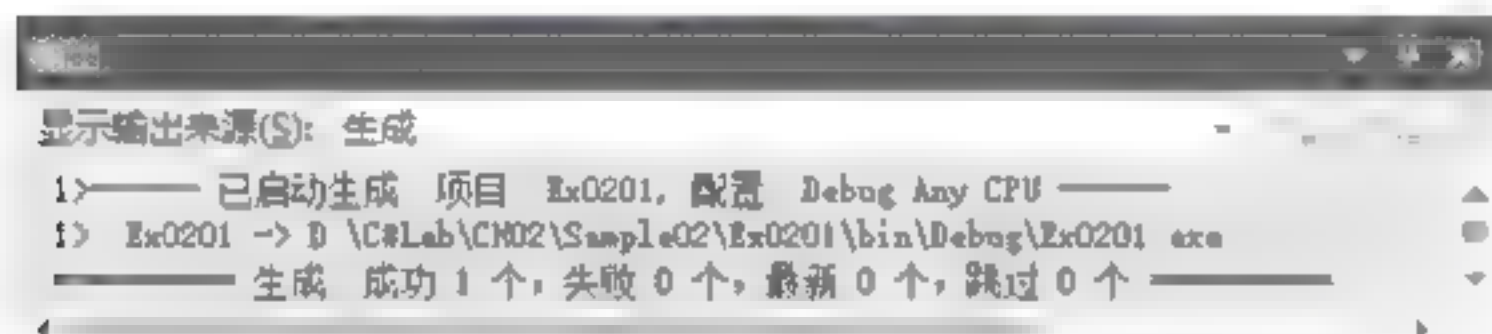 显示输出来源(S): 生成
1>—— 已启动生成 项目 Ex0201, 配置 Debug Any CPU ——
1> Ex0201 -> D \C#Lab\CH02\Sample02\Ex0201\bin\Debug\Ex0201 exe
—— 生成 成功 1 个，失败 0 个，最新 0 个，跳过 0 个 ——